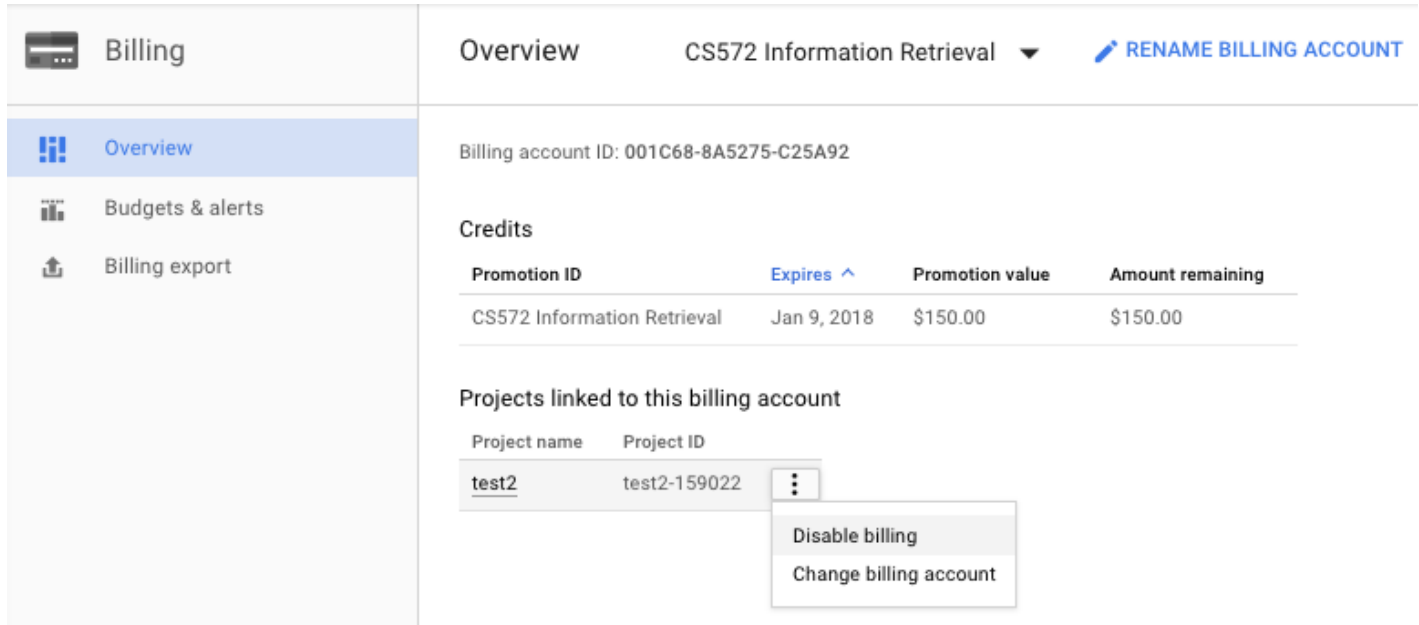 Billing
Overview CS572 Information Retrieval RENAME BILLING ACCOUNT
Overview
Budgets & alerts
Billing export
Billing account ID: 001C68-8A5275-C25A92
Credits
Promotion ID Expires Promotion value Amount remaining
CS572 Information Retrieval Jan 9, 2018 $150.00 $150.00
Projects linked to this billing account
Project name Project ID
test2 test2-159022
Disable billing
Change billing account